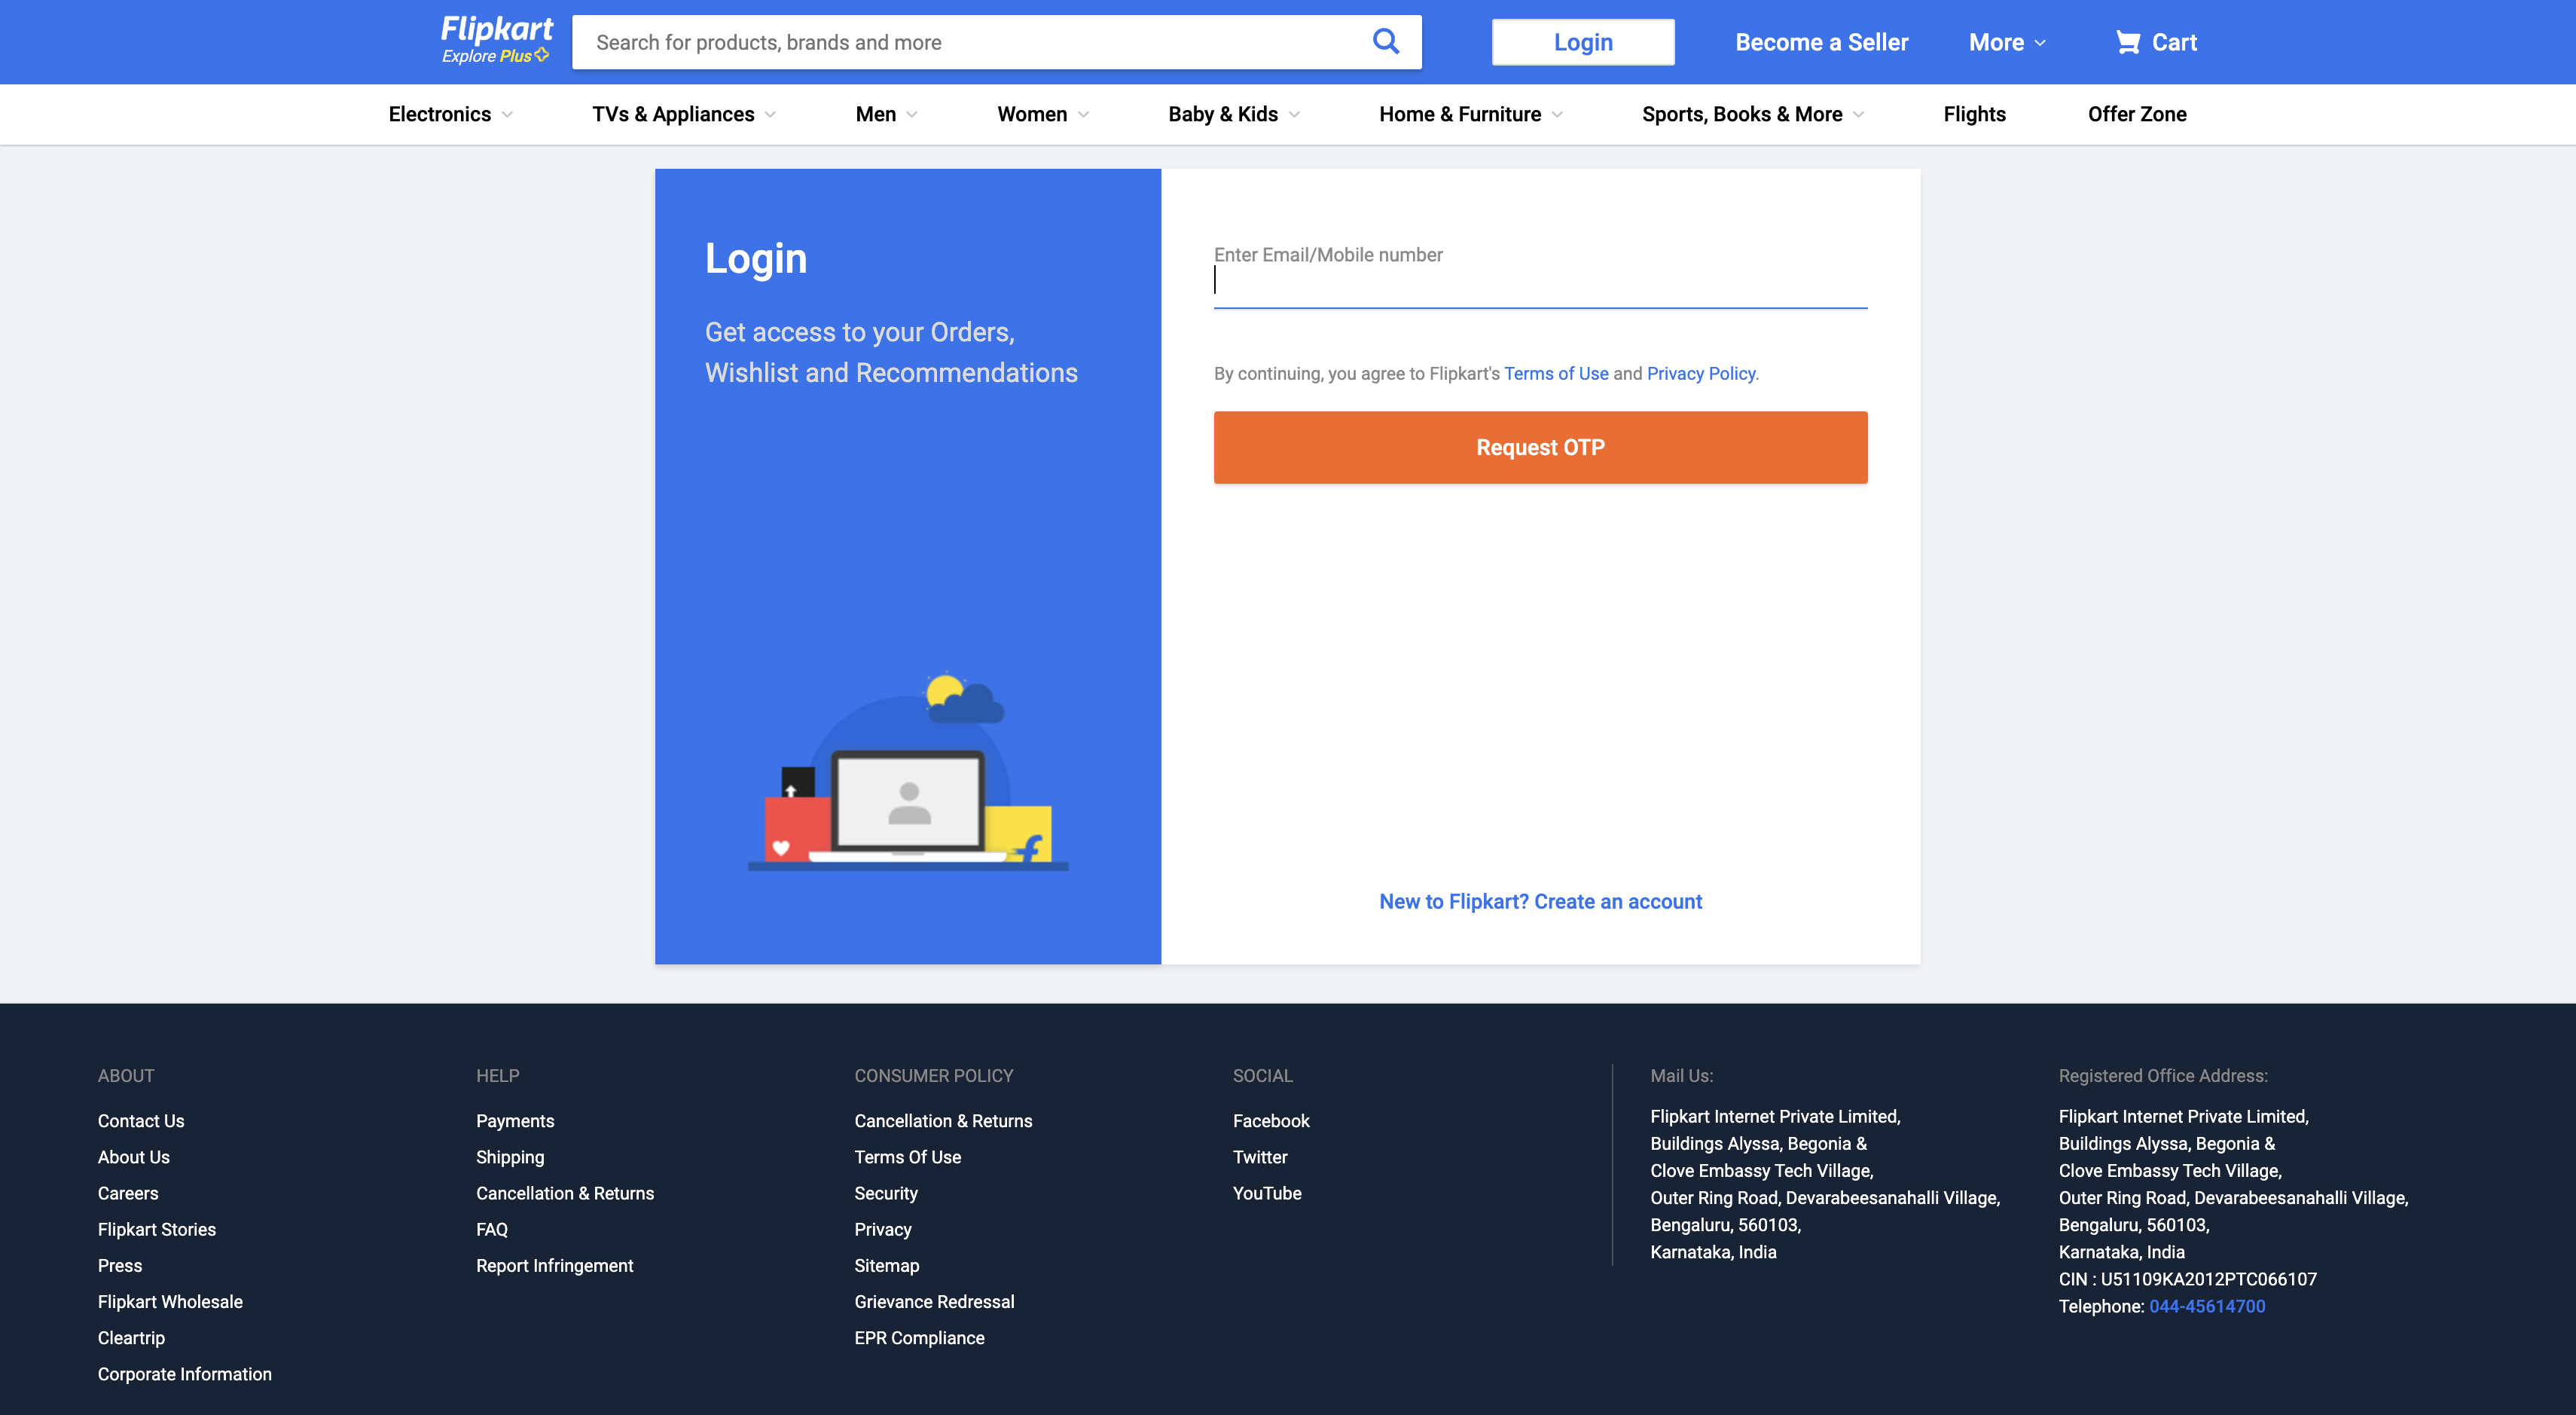 Flipkart
Explore Plus
Search for products, brands and more
Login
Become a Seller
More
Cart
Electronics
TVs & Appliances
Men
Women
Baby & Kids
Home & Furniture
Sports, Books & More
Flights
Offer Zone
Login
Get access to your Orders,
Wishlist and Recommendations
Enter Email/Mobile number
By continuing, you agree to Flipkart's Terms of Use and Privacy Policy.
Request OTP
New to Flipkart? Create an account
ABOUT
Contact Us
About Us
Careers
Flipkart Stories
Press
Flipkart Wholesale
Cleartrip
Corporate Information
HELP
Payments
Shipping
Cancellation & Returns
FAQ
Report Infringement
CONSUMER POLICY
Cancellation & Returns
Terms Of Use
Security
Privacy
Sitemap
Grievance Redressal
EPR Compliance
SOCIAL
Facebook
Twitter
YouTube
Mail Us:
Flipkart Internet Private Limited,
Buildings Alyssa, Begonia &
Clove Embassy Tech Village,
Outer Ring Road, Devarabeesanahalli Village,
Bengaluru, 560103,
Karnataka, India
Registered Office Address:
Flipkart Internet Private Limited,
Buildings Alyssa, Begonia &
Clove Embassy Tech Village,
Outer Ring Road, Devarabeesanahalli Village,
Bengaluru, 560103,
Karnataka, India
CIN : U51109KA2012PTC066107
Telephone: 044-45614700